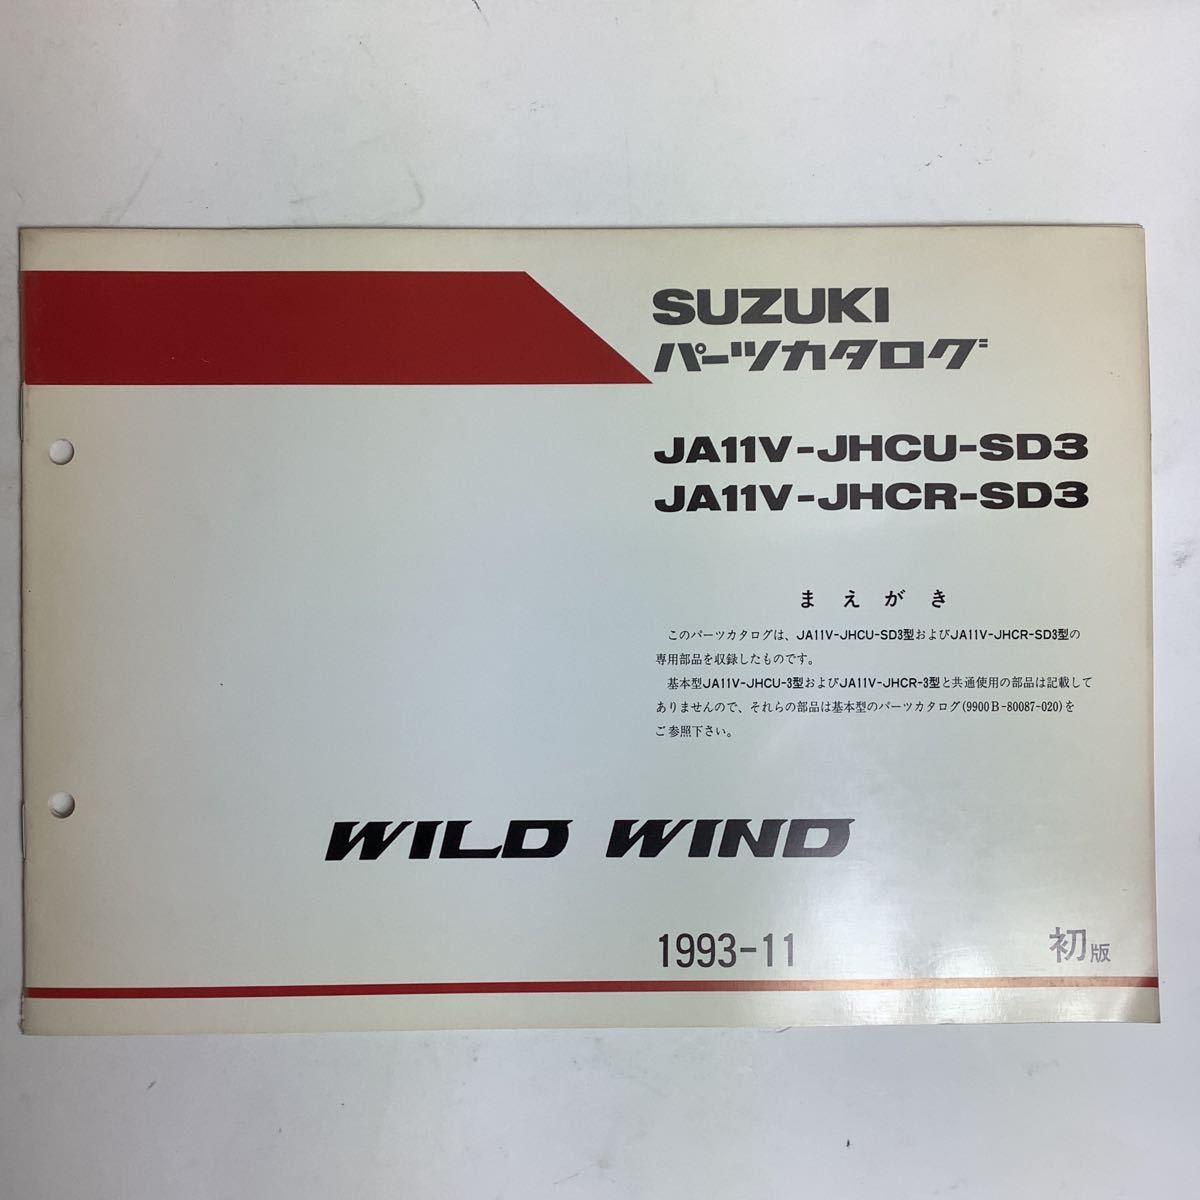 SUZUKI
パーツカタログ
JA11V-JHCU-SD3
JA11V-JHCR-SD3
まえがき
このパーツカタログは、JA11V-JHCU-SD3型およびJA11V-JHCR-SD3型の
専用部品を収録したものです。
基本型JA11V-JHCU-3型およびJA11V-JHCR-3型と共通使用の部品は記載して
ありませんので、それらの部品は基本型のパーツカタログ(9900B-80087-020)を
ご参照下さい。
WILD WIND
1993-11 初版